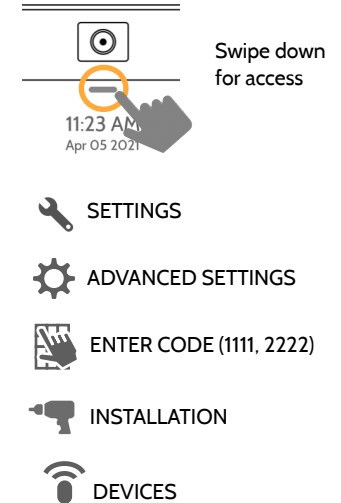 Swipe down
for access
11:23 AM
Apr 05 2021
SETTINGS
ADVANCED SETTINGS
ENTER CODE (1111, 2222)
INSTALLATION
DEVICES